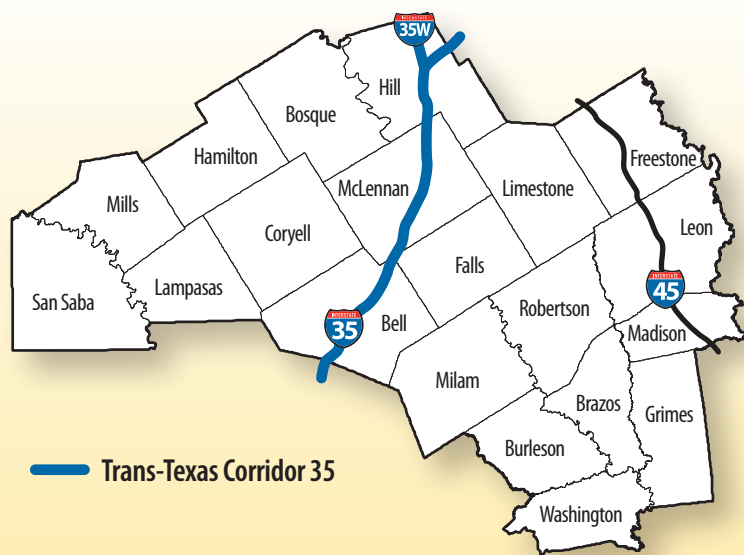 INTERSTATE
35W
Hill
Bosque
Freestone
Hamilton
McLennan
Limestone
Mills
Coryell
Leon
Falls
San Saba
Lampasas
INTERSTATE
45
Robertson
INTERSTATE
35
Bell
Madison
Milam
Brazos
Grimes
Burleson
Trans-Texas Corridor 35
Washington